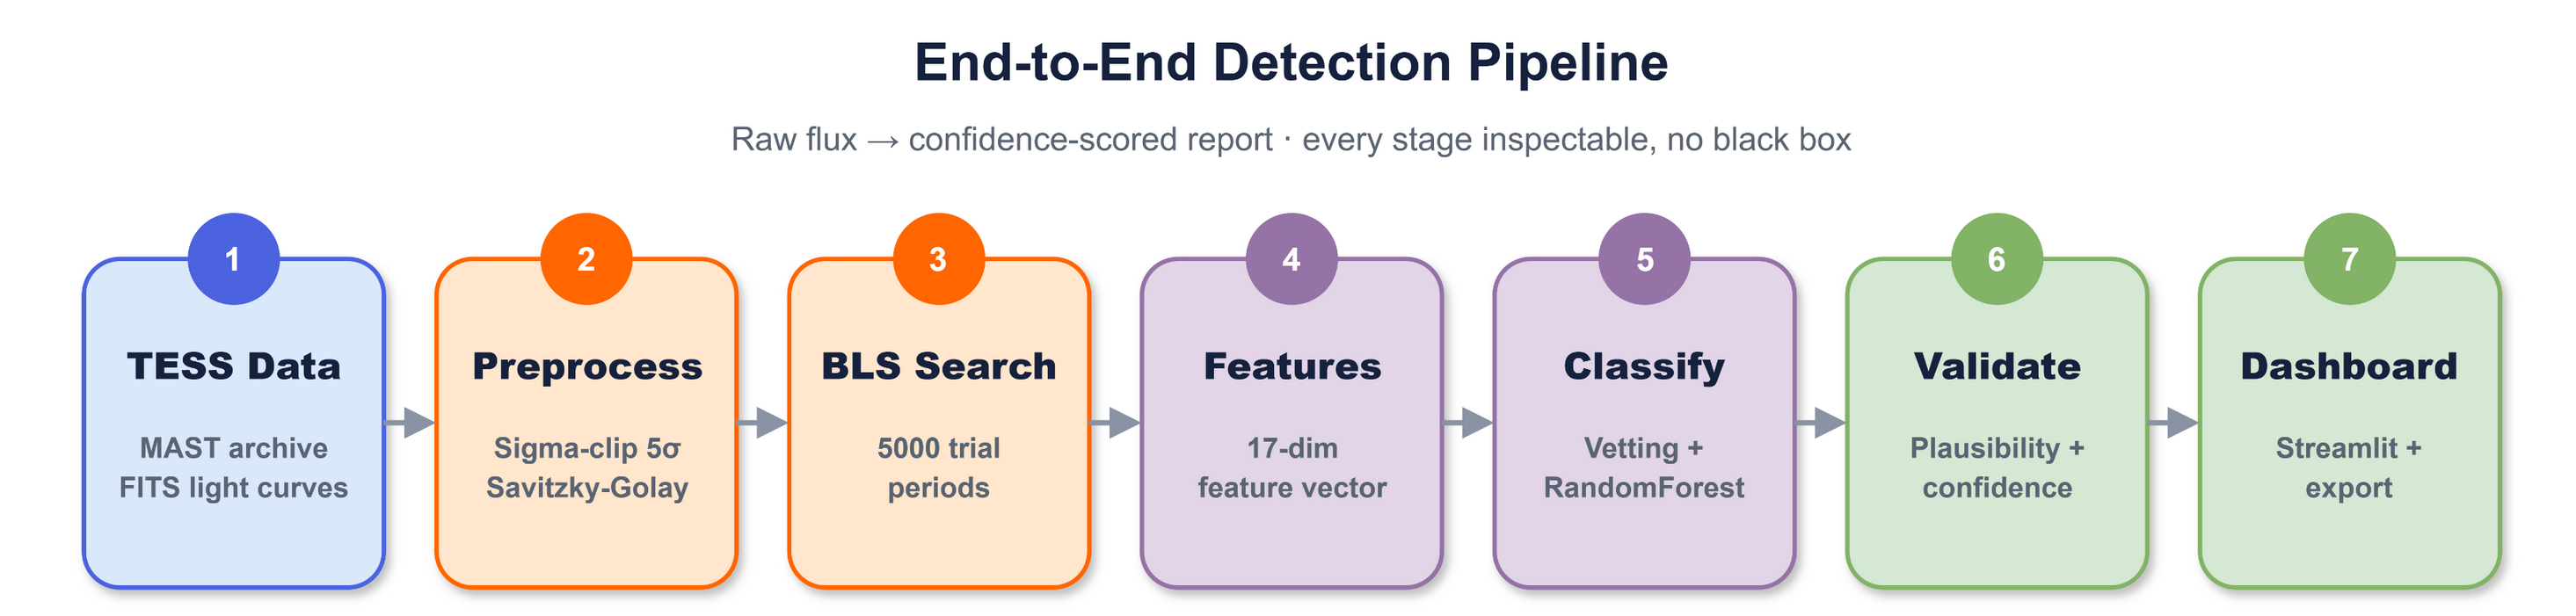 End-to-End Detection Pipeline
Raw flux → confidence-scored report · every stage inspectable, no black box
1
TESS Data
MAST archive
FITS light curves
2
Preprocess
Sigma-clip 5σ
Savitzky-Golay
3
BLS Search
5000 trial
periods
4
Features
17-dim
feature vector
5
Classify
Vetting +
RandomForest
6
Validate
Plausibility +
confidence
7
Dashboard
Streamlit +
export